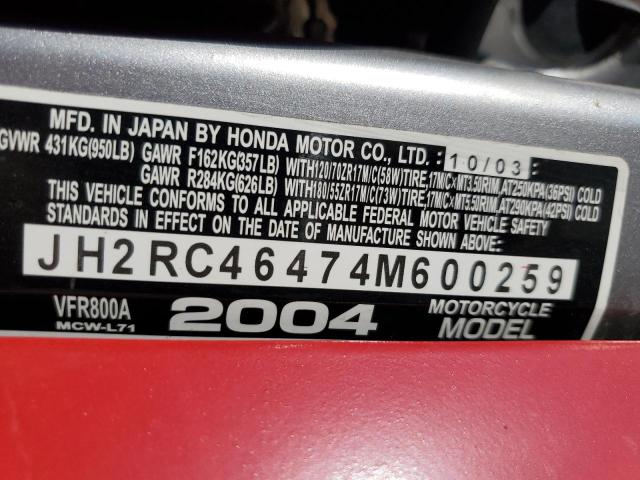 MFG. IN JAPAN BY HONDA MOTOR CO., LTD. : 10/03 :
GVWR 431KG(950LB) GAWR F162KG(357LB) WITH120/70ZR17M/C(58W)TIRE,17M/C×MT3.50RIM,AT250KPA(36PSI) COLD
GAWR R284KG(626LB) WITH180/55ZR17M/C(73W)TIRE,17M/C×MT5.50RIM,AT290KPA(42PSI) COLD
THIS VEHICLE CONFORMS TO ALL APPLICABLE FEDERAL MOTOR VEHICLE SAFETY
STANDARDS IN EFFECT ON THE DATE OF MANUFACTURE SHOWN ABOVE.
JH2RC46474M600259
VFR800A 2004 MOTORCYCLE
MCW-L71 MODEL